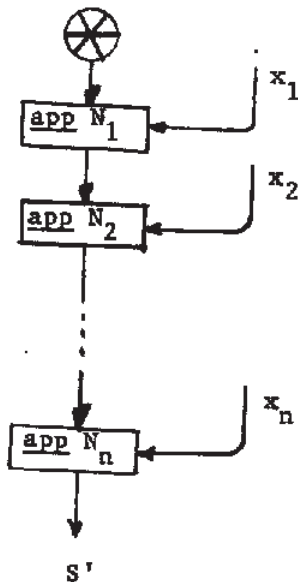 x₁
app N₁
x₂
app N₂
xₙ
app Nₙ
S'